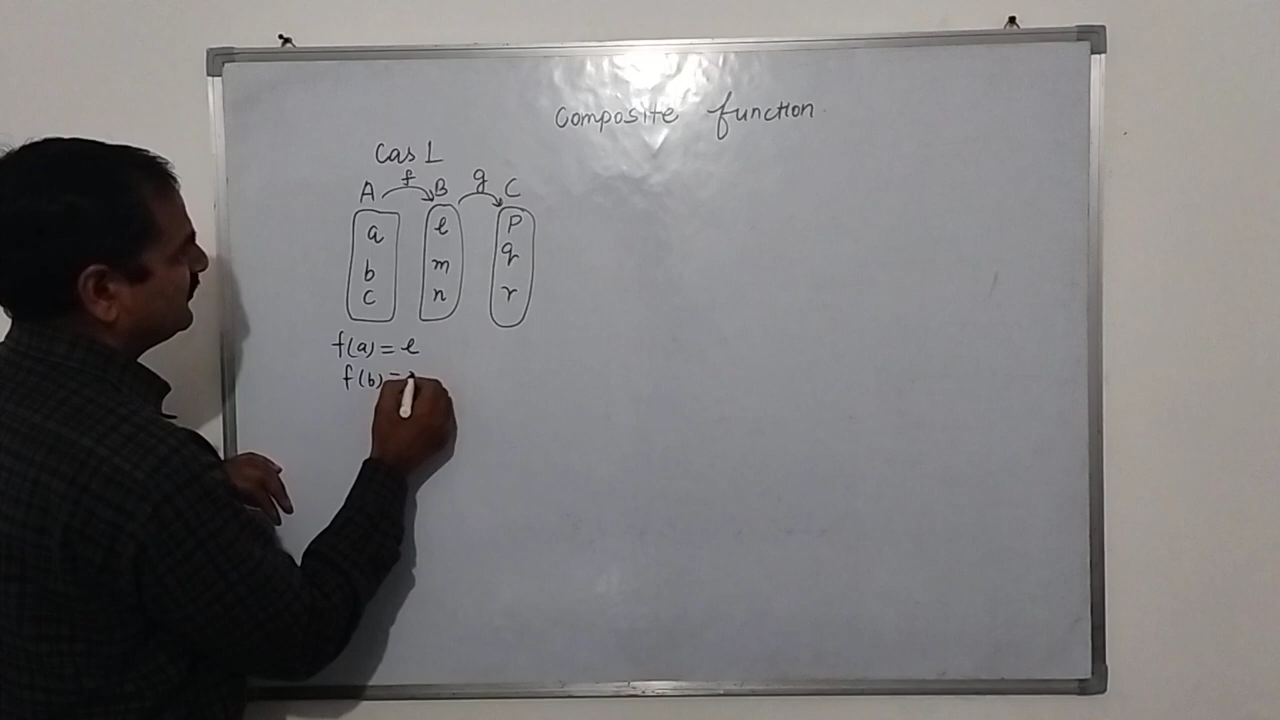 Composite function
Cas 1
f g
A B C
a l p
b m q
c n r
f(a) = l
f(b) =